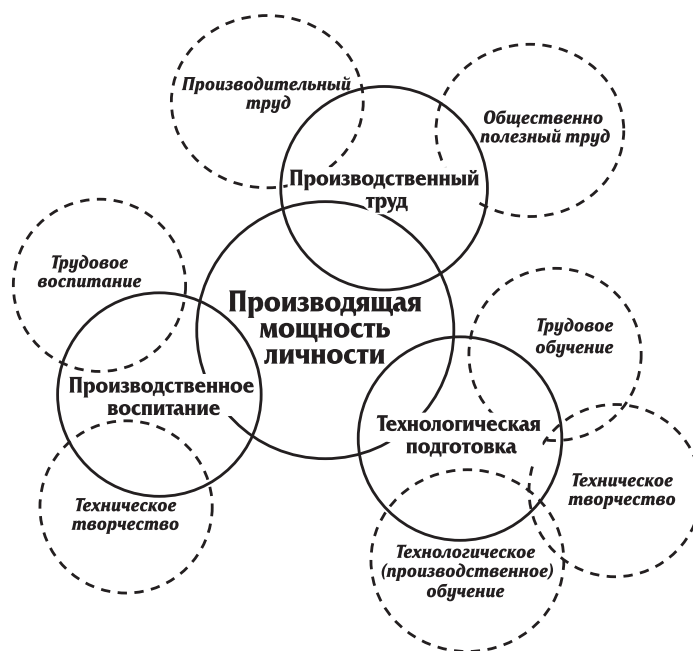 Производительный
труд
Общественно
полезный труд
Производственный
труд
Трудовое
воспитание
Производящая
мощность
личности
Трудовое
обучение
Производственное
воспитание
Технологическая
подготовка
Техническое
творчество
Техническое
творчество
Технологическое
(производственное)
обучение